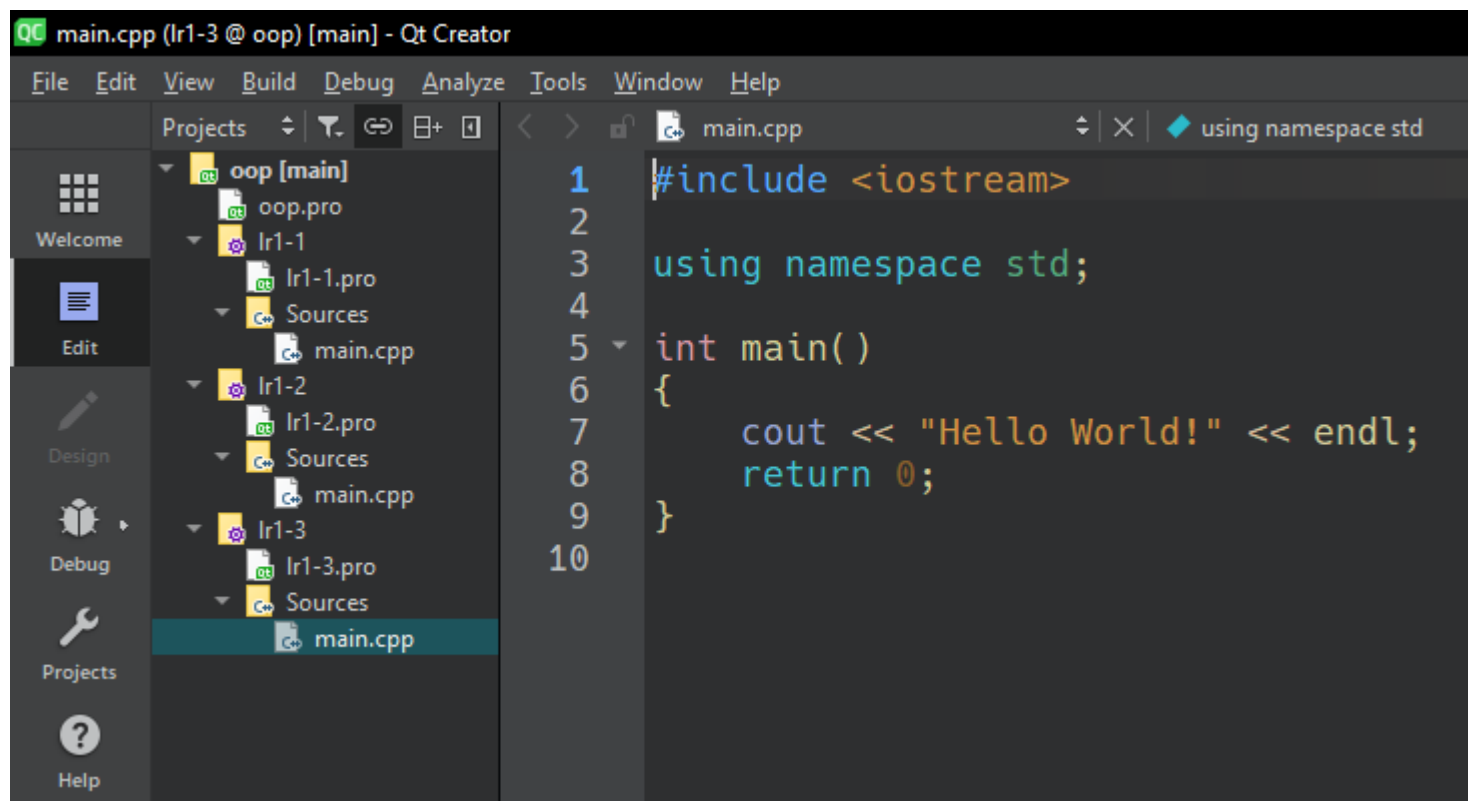 QC main.cpp (lr1-3 @ oop) [main] - Qt Creator
File Edit View Build Debug Analyze Tools Window Help
Projects main.cpp using namespace std
Welcome
Edit
Design
Debug
Projects
Help
oop [main]
oop.pro
lr1-1
lr1-1.pro
Sources
main.cpp
lr1-2
lr1-2.pro
Sources
main.cpp
lr1-3
lr1-3.pro
Sources
main.cpp
1 #include <iostream>
2
3 using namespace std;
4
5 int main()
6 {
7 cout << "Hello World!" << endl;
8 return 0;
9 }
10